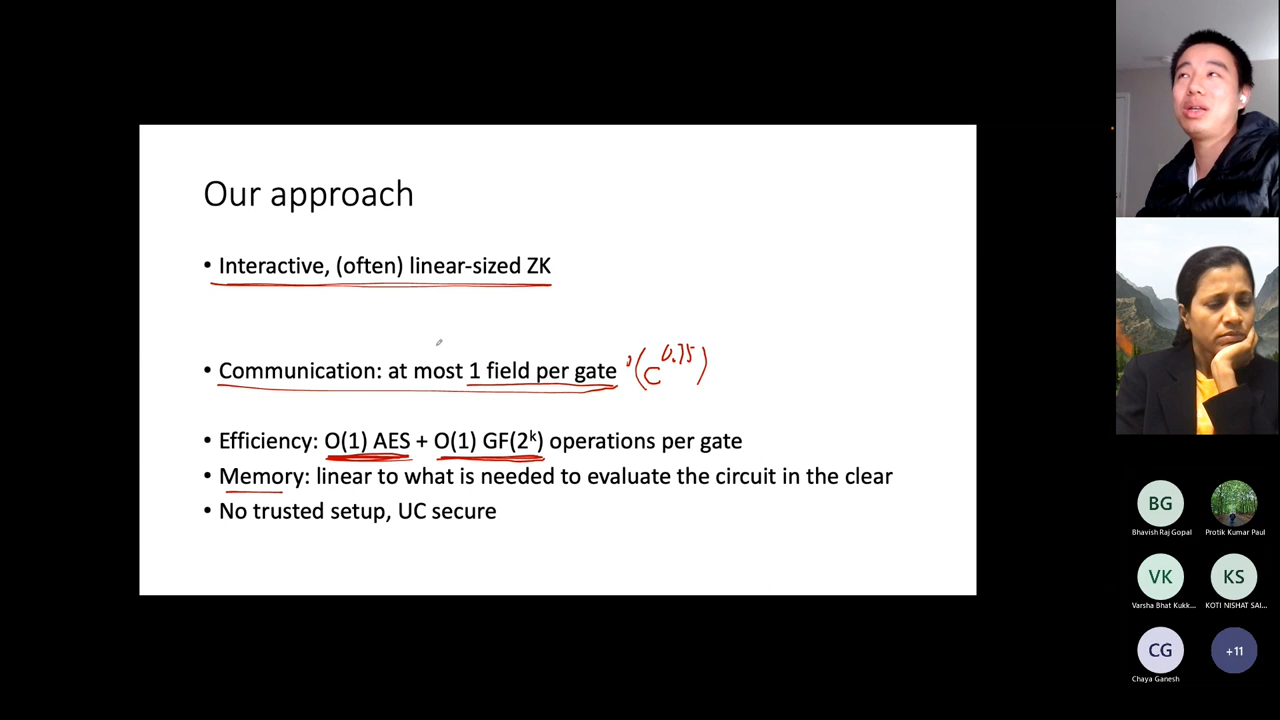 Our approach
• Interactive, (often) linear-sized ZK
• Communication: at most 1 field per gate (C^0.75)
• Efficiency: O(1) AES + O(1) GF(2^k) operations per gate
• Memory: linear to what is needed to evaluate the circuit in the clear
• No trusted setup, UC secure
BG
Bhavish Raj Gopal
Protik Kumar Paul
VK
KS
Varsha Bhat Kukk...
KOTI NISHAT SAI...
CG
+11
Chaya Ganesh